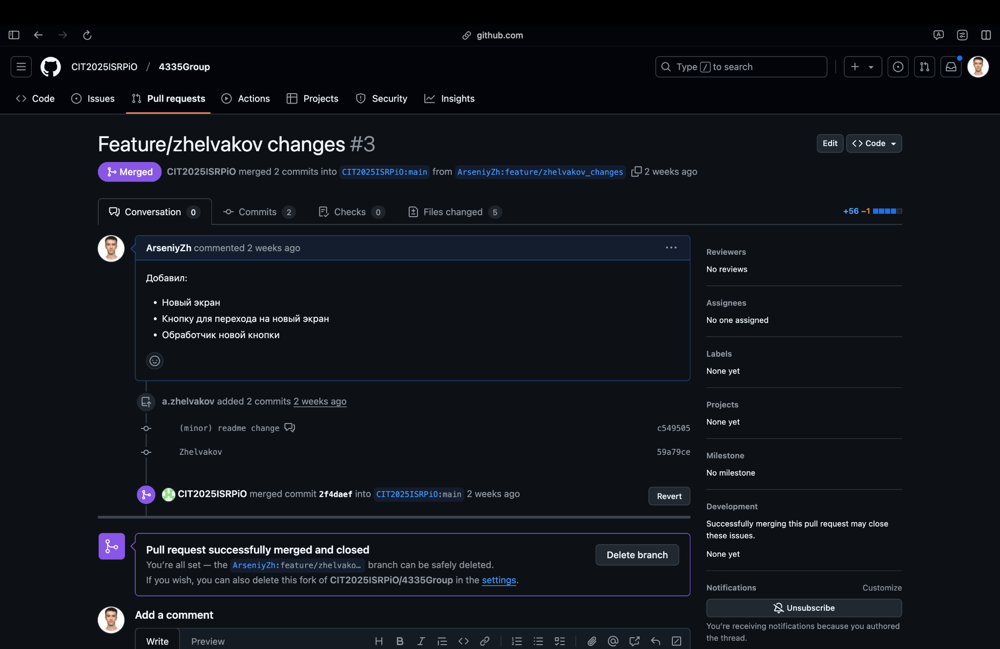 github.com
CIT2025ISRPiO / 4335Group
Type / to search
Code Issues Pull requests Actions Projects Security Insights
Feature/zhelvakov changes #3
Edit
Code
Merged
CIT2025ISRPiO merged 2 commits into CIT2025ISRPiO:main from ArseniyZh:feature/zhelvakov_changes 2 weeks ago
Conversation 0
Commits 2
Checks 0
Files changed 5
+56 −1
ArseniyZh commented 2 weeks ago
Добавил:
• Новый экран
• Кнопку для перехода на новый экран
• Обработчик новой кнопки
a.zhelvakov added 2 commits 2 weeks ago
(minor) readme change c549505
Zhelvakov 59a79ce
CIT2025ISRPiO merged commit 2f4daef into CIT2025ISRPiO:main 2 weeks ago
Revert
Pull request successfully merged and closed
You're all set — the ArseniyZh:feature/zhelvako… branch can be safely deleted.
If you wish, you can also delete this fork of CIT2025ISRPiO/4335Group in the settings.
Delete branch
Add a comment
Write Preview
Reviewers
No reviews
Assignees
No one assigned
Labels
None yet
Projects
None yet
Milestone
No milestone
Development
Successfully merging this pull request may close
these issues.
None yet
Notifications Customize
Unsubscribe
You're receiving notifications because you authored
the thread.